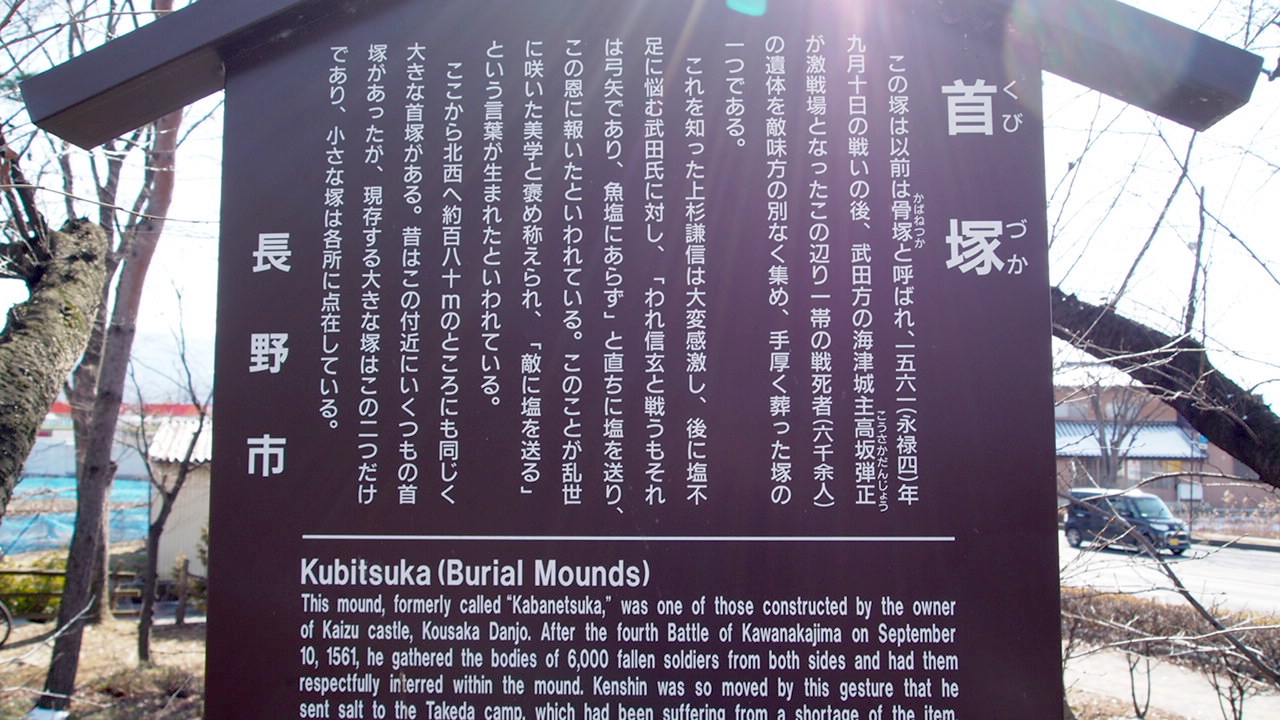 首塚
くびづか
この塚は以前は骨塚と呼ばれ、一五六一(永禄四)年
かばねつか
九月十日の戦いの後、武田方の海津城主高坂弾正
こうさかだんじょう
が激戦場となったこの辺り一帯の戦死者(六千余人)
の遺体を敵味方の別なく集め、手厚く葬った塚の
一つである。
これを知った上杉謙信は大変感激し、後に塩不
足に悩む武田氏に対し、「われ信玄と戦うもそれ
は弓矢であり、魚塩にあらず」と直ちに塩を送り、
この恩に報いたといわれている。このことが乱世
に咲いた美学と褒め称えられ、「敵に塩を送る」
という言葉が生まれたといわれている。
ここから北西へ約百八十mのところにも同じく
大きな首塚がある。昔はこの付近にいくつもの首
塚があったが、現存する大きな塚はこの二つだけ
であり、小さな塚は各所に点在している。
長野市
Kubitsuka (Burial Mounds)
This mound, formerly called “Kabanetsuka,” was one of those constructed by the owner
of Kaizu castle, Kousaka Danjo. After the fourth Battle of Kawanakajima on September
10, 1561, he gathered the bodies of 6,000 fallen soldiers from both sides and had them
respectfully interred within the mound. Kenshin was so moved by this gesture that he
sent salt to the Takeda camp, which had been suffering from a shortage of the item.